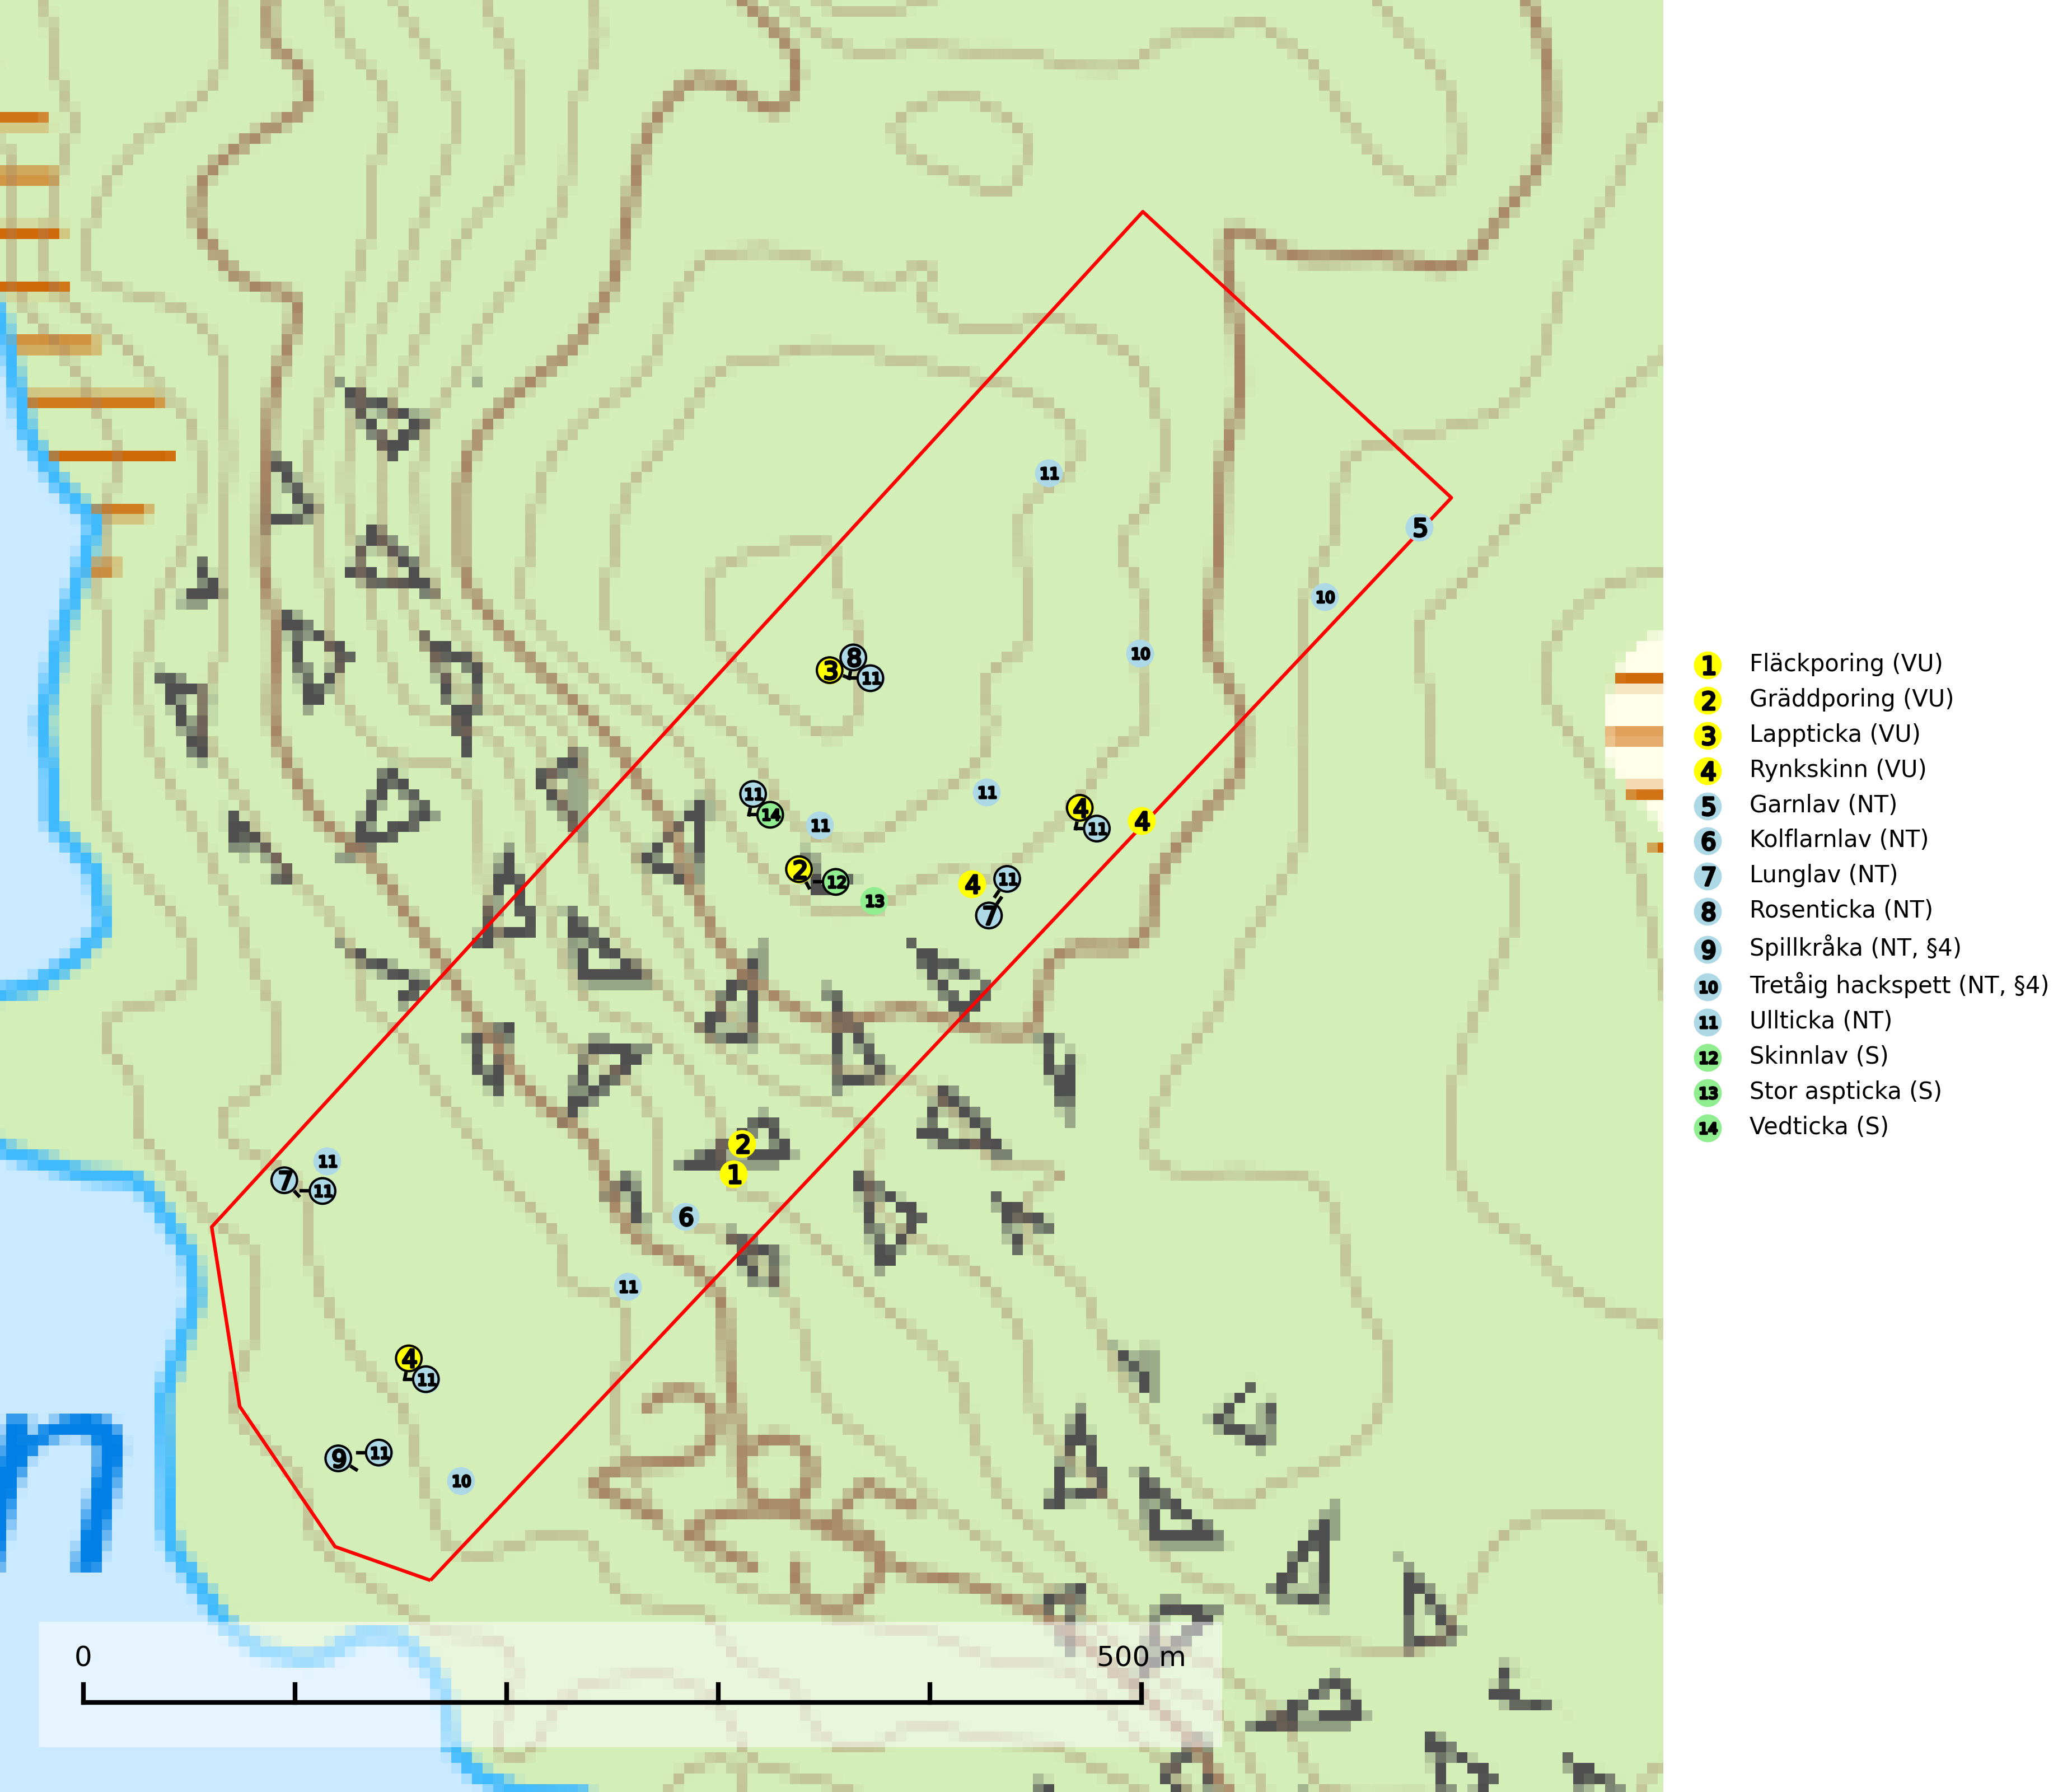 11
5
10
8
3
11
10
11
14
11
11
4
11
4
2
12
13
4
11
7
2
1
11
7
11
6
11
4
11
9
11
10
n
0
500 m
1 Fläckporing (VU)
2 Gräddporing (VU)
3 Lappticka (VU)
4 Rynkskinn (VU)
5 Garnlav (NT)
6 Kolflarnlav (NT)
7 Lunglav (NT)
8 Rosenticka (NT)
9 Spillkråka (NT, §4)
10 Tretåig hackspett (NT, §4)
11 Ullticka (NT)
12 Skinnlav (S)
13 Stor aspticka (S)
14 Vedticka (S)